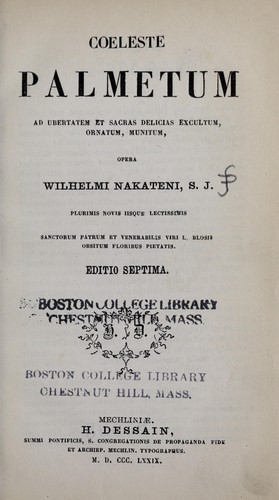 COELESTE
PALMETUM
AD UBERTATEM ET SACRAS DELICIAS EXCULTUM,
ORNATUM, MUNITUM,
OPERA
WILHELMI NAKATENI, S. J.
PLURIMIS NOVIS IISQUE LECTISSIMIS
SANCTORUM PATRUM ET VENERABILIS VIRI L. BLOSII
OBSITUM FLORIBUS PIETATIS.
EDITIO SEPTIMA.
BOSTON COLLEGE LIBRARY
CHESTNUT HILL, MASS.
H. D.
BOSTON COLLEGE LIBRARY
CHESTNUT HILL, MASS.
MECHLINIÆ.
H. DESSAIN,
SUMMI PONTIFICIS, S. CONGREGATIONIS DE PROPAGANDA FIDE
ET ARCHIEP. MECHLIN. TYPOGRAPHUS.
M. D. CCC. LXXIX.